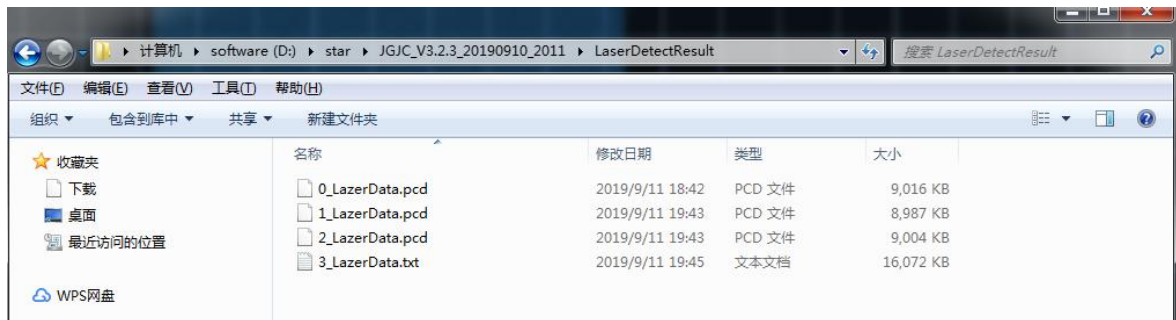 计算机 ▸ software (D:) ▸ star ▸ JGJC_V3.2.3_20190910_2011 ▸ LaserDetectResult
搜索 LaserDetectResult
文件(F) 编辑(E) 查看(V) 工具(T) 帮助(H)
组织 包含到库中 共享 新建文件夹
收藏夹
下载
桌面
最近访问的位置
WPS网盘
名称 修改日期 类型 大小
0_LazerData.pcd 2019/9/11 18:42 PCD 文件 9,016 KB
1_LazerData.pcd 2019/9/11 19:43 PCD 文件 8,987 KB
2_LazerData.pcd 2019/9/11 19:43 PCD 文件 9,004 KB
3_LazerData.txt 2019/9/11 19:45 文本文档 16,072 KB